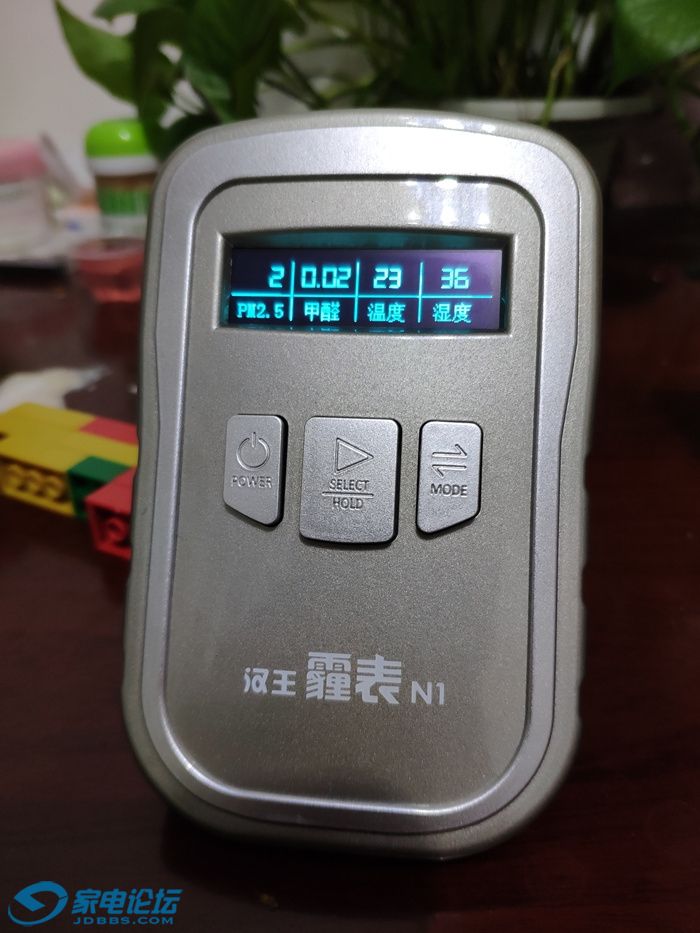 2 0.02 23 36
PM2.5 甲醛 温度 湿度
POWER
SELECT
HOLD
MODE
汉王 霾表 N1
家电论坛
JDBBS.COM